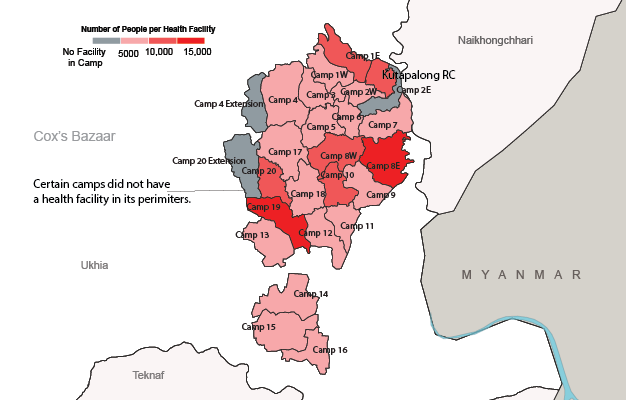 Number of People per Health Facility
No Facility
in Camp
5000
10,000
15,000
Naikhongchhari
Camp 1E
Kutapalong RC
Camp 1W
Camp 2E
Camp 2W
Camp 3
Camp 4
Camp 4 Extension
Camp 6
Camp 5
Camp 7
Cox's Bazaar
Camp 17
Camp 8W
Camp 20 Extension
Camp 8E
Camp 20
Camp 10
Certain camps did not have
a health facility in its perimiters.
Camp 18
Camp 9
Camp 19
Camp 11
Camp 13
Camp 12
Ukhia
MYANMAR
Camp 14
Camp 15
Camp 16
Teknaf